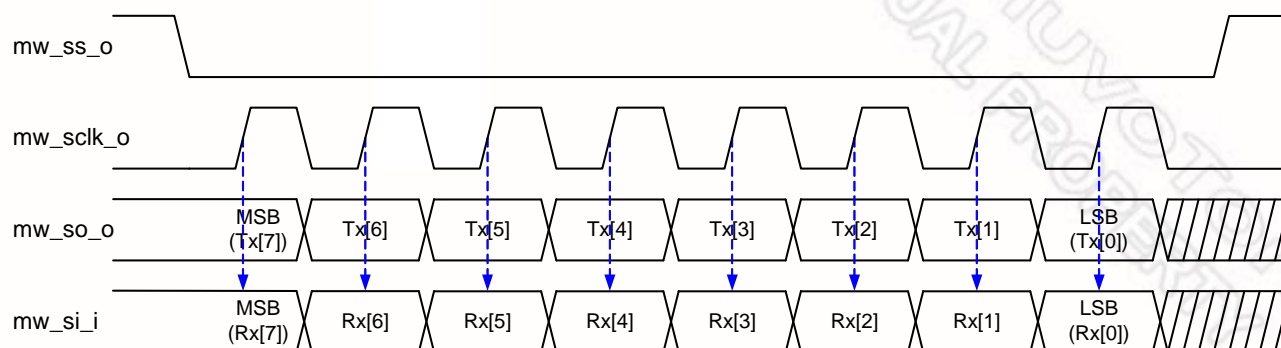 mw_ss_o
mw_sclk_o
mw_so_o
MSB
(Tx[7])
Tx[6]
Tx[5]
Tx[4]
Tx[3]
Tx[2]
Tx[1]
LSB
(Tx[0])
mw_si_i
MSB
(Rx[7])
Rx[6]
Rx[5]
Rx[4]
Rx[3]
Rx[2]
Rx[1]
LSB
(Rx[0])